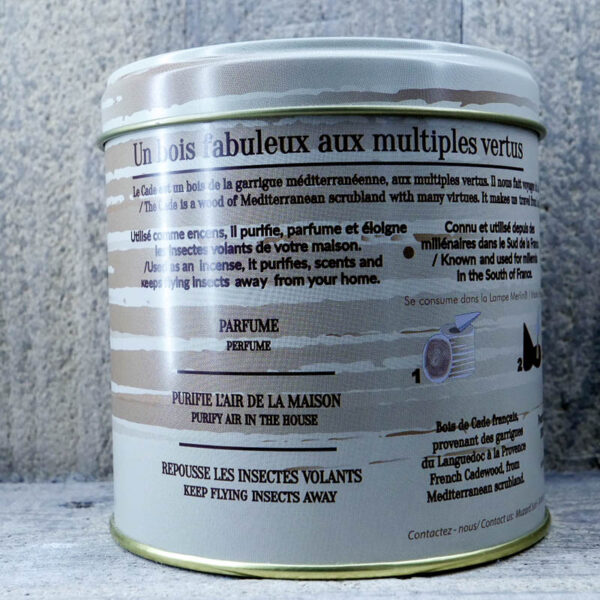 Un bois fabuleux aux multiples vertus
Le Cade est un bois de la garrigue méditerranéenne, aux multiples vertus. Il nous fait voyage
/ The Cade is a wood of Mediterranean scrubland with many virtues. It makes us travel from
Utilisé comme encens, il purifie, parfume et éloigne
les insectes volants de votre maison.
/Used as an incense, it purifies, scents and
keeps flying insects away from your home.
Connu et utilisé depuis des
millénaires dans le Sud de la
/ Known and used for
in the South of France.
Se consume dans la Lampe Merlin® /
PARFUME
PERFUME
1
2
PURIFIE L'AIR DE LA MAISON
PURIFY AIR IN THE HOUSE
REPOUSSE LES INSECTES VOLANTS
KEEP FLYING INSECTS AWAY
Bois de Cade français,
provenant des garrigues
du Languedoc à la Provence
French Cadewood, from
Mediterranean scrubland.
Contactez - nous/ Contact us: